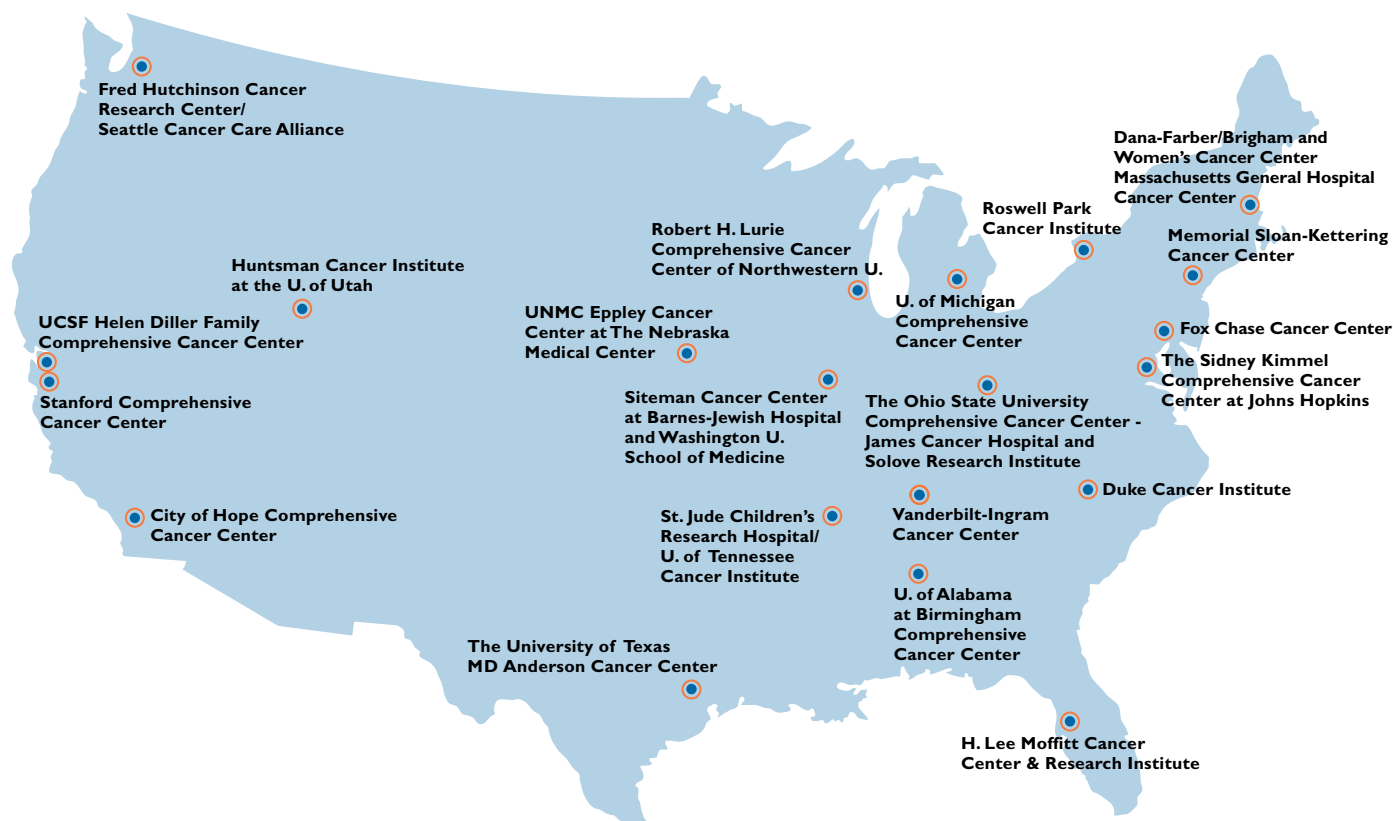 Fred Hutchinson Cancer
Research Center/
Seattle Cancer Care Alliance
Dana-Farber/Brigham and
Women's Cancer Center
Massachusetts General Hospital
Cancer Center
Roswell Park
Cancer Institute
Memorial Sloan-Kettering
Cancer Center
Robert H. Lurie
Comprehensive Cancer
Center of Northwestern U.
Huntsman Cancer Institute
at the U. of Utah
UCSF Helen Diller Family
Comprehensive Cancer Center
UNMC Eppley Cancer
Center at The Nebraska
Medical Center
U. of Michigan
Comprehensive
Cancer Center
Fox Chase Cancer Center
The Sidney Kimmel
Comprehensive Cancer
Center at Johns Hopkins
Stanford Comprehensive
Cancer Center
Siteman Cancer Center
at Barnes-Jewish Hospital
and Washington U.
School of Medicine
The Ohio State University
Comprehensive Cancer Center -
James Cancer Hospital and
Solove Research Institute
Duke Cancer Institute
City of Hope Comprehensive
Cancer Center
St. Jude Children's
Research Hospital/
U. of Tennessee
Cancer Institute
Vanderbilt-Ingram
Cancer Center
U. of Alabama
at Birmingham
Comprehensive
Cancer Center
The University of Texas
MD Anderson Cancer Center
H. Lee Moffitt Cancer
Center & Research Institute